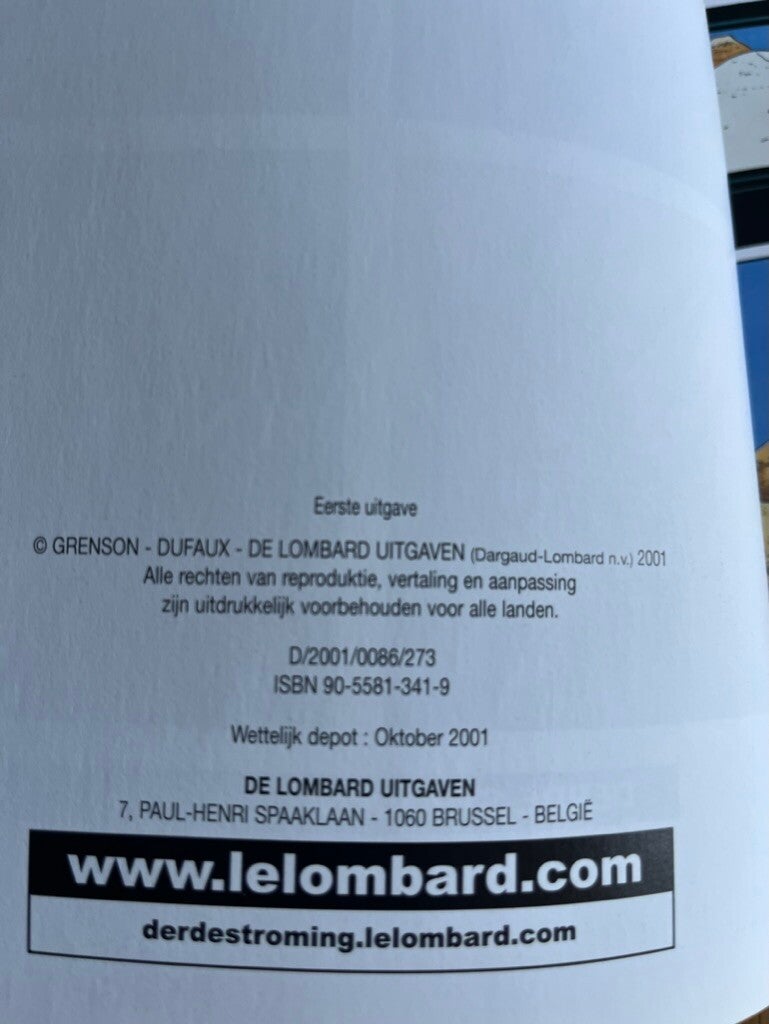 Eerste uitgave
© GRENSON - DUFAUX - DE LOMBARD UITGAVEN (Dargaud-Lombard n.v.) 2001
Alle rechten van reproduktie, vertaling en aanpassing
zijn uitdrukkelijk voorbehouden voor alle landen.
D/2001/0086/273
ISBN 90-5581-341-9
Wettelijk depot : Oktober 2001
DE LOMBARD UITGAVEN
7, PAUL-HENRI SPAAKLAAN - 1060 BRUSSEL - BELGIË
www.lelombard.com
derdestroming.lelombard.com